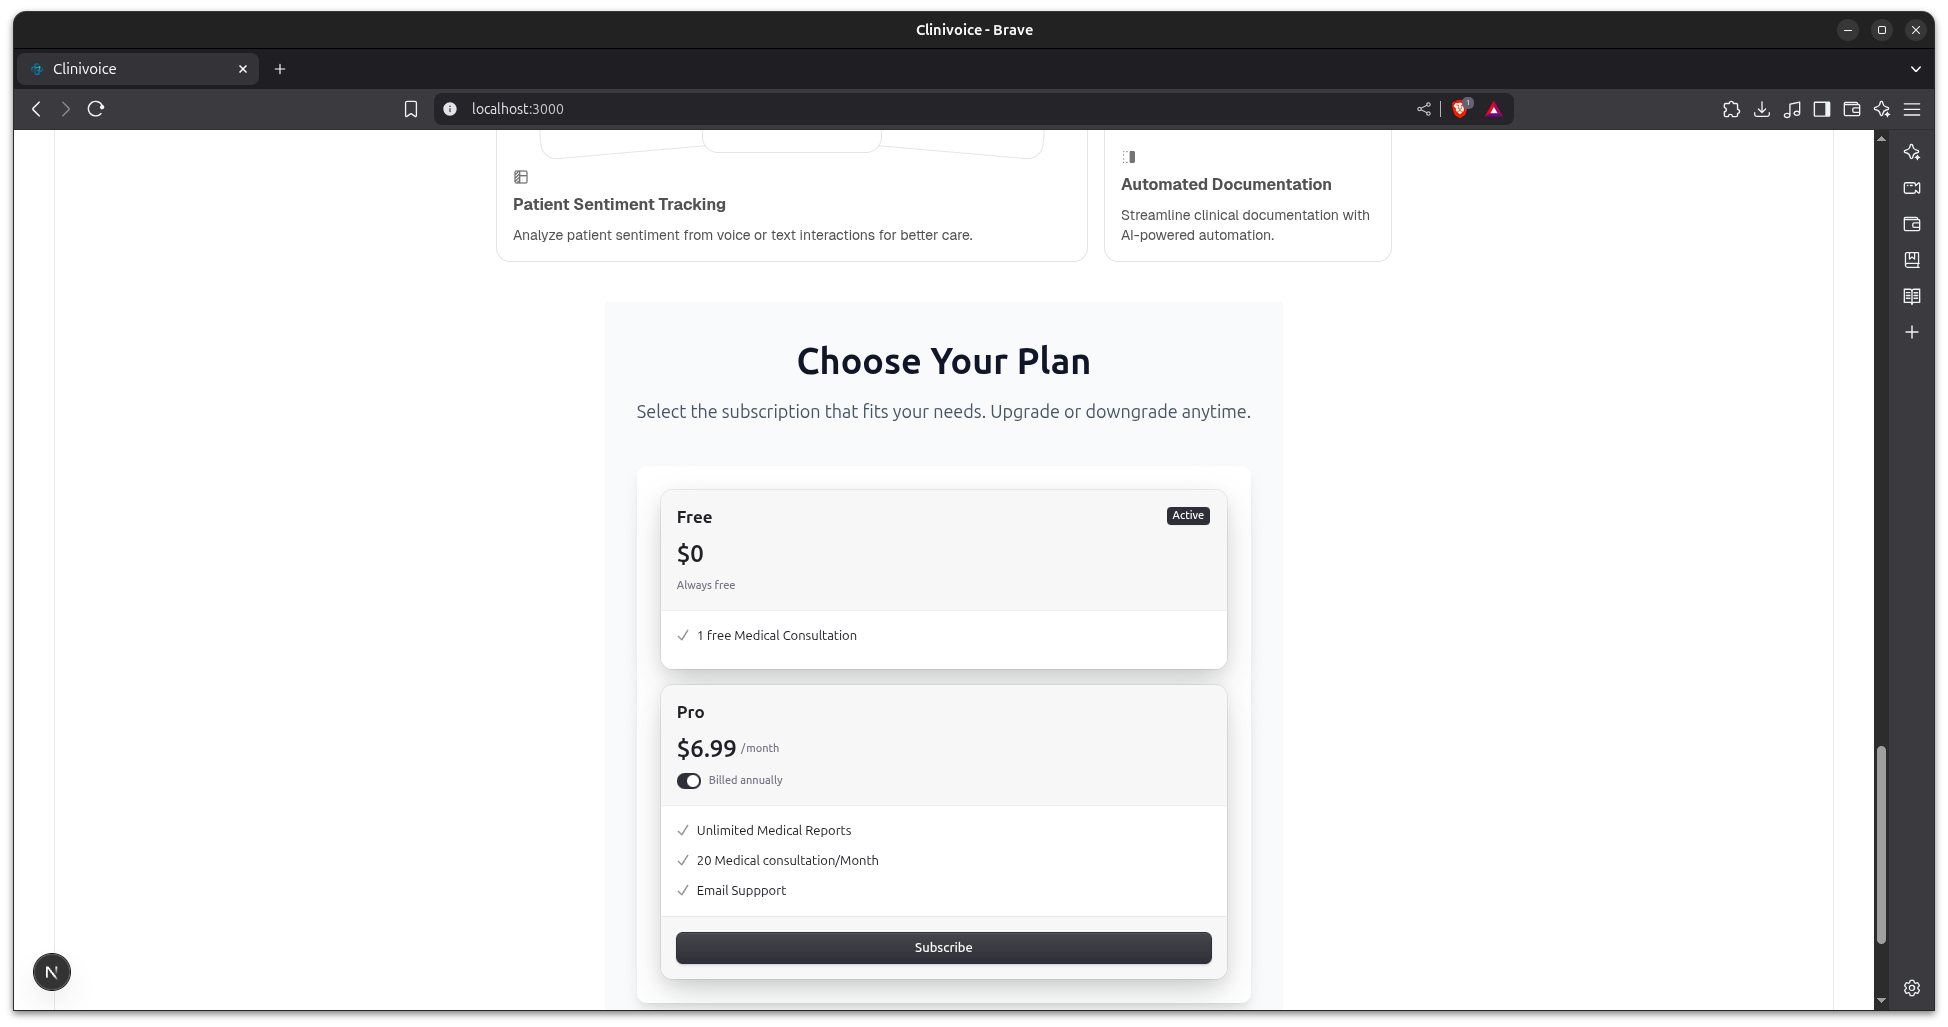 Clinivoice - Brave
Clinivoice
localhost:3000
1
Patient Sentiment Tracking
Analyze patient sentiment from voice or text interactions for better care.
Automated Documentation
Streamline clinical documentation with
AI-powered automation.
Choose Your Plan
Select the subscription that fits your needs. Upgrade or downgrade anytime.
Free
Active
$0
Always free
1 free Medical Consultation
Pro
$6.99 /month
Billed annually
Unlimited Medical Reports
20 Medical consultation/Month
Email Suppport
Subscribe
N